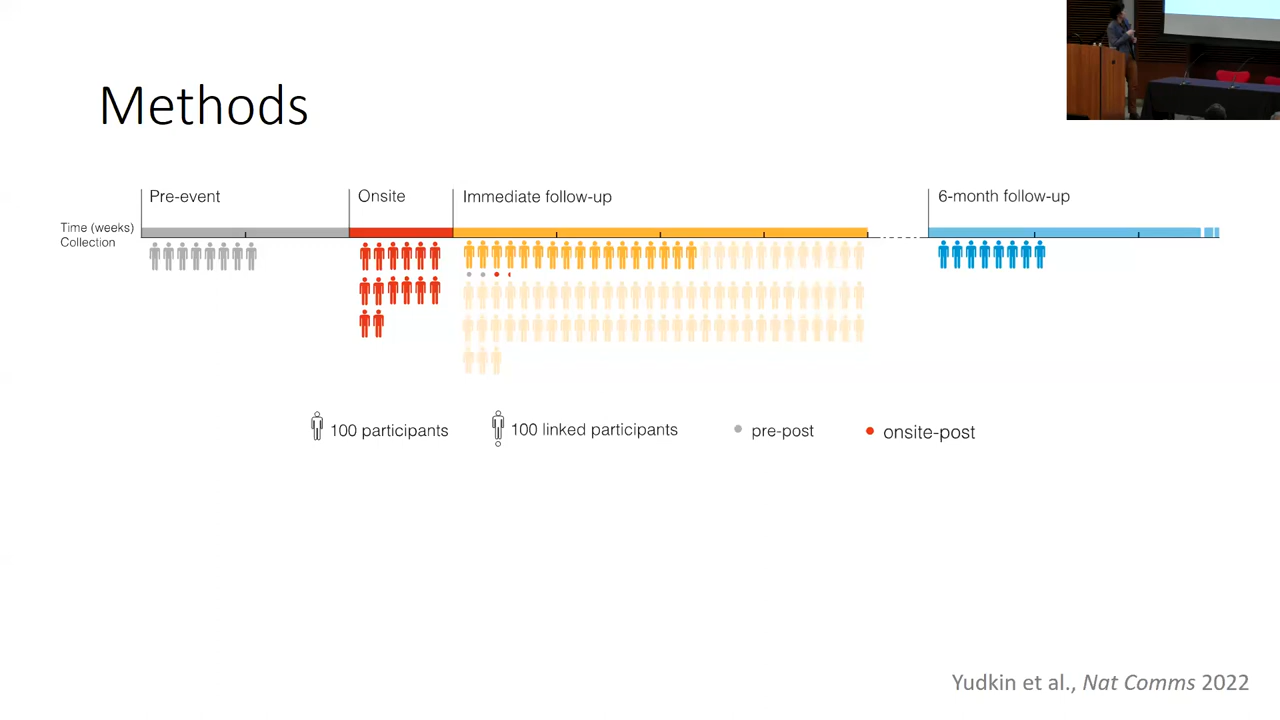 Methods
Pre-event
Onsite
Immediate follow-up
6-month follow-up
Time (weeks)
Collection
100 participants
100 linked participants
pre-post
onsite-post
Yudkin et al., Nat Comms 2022